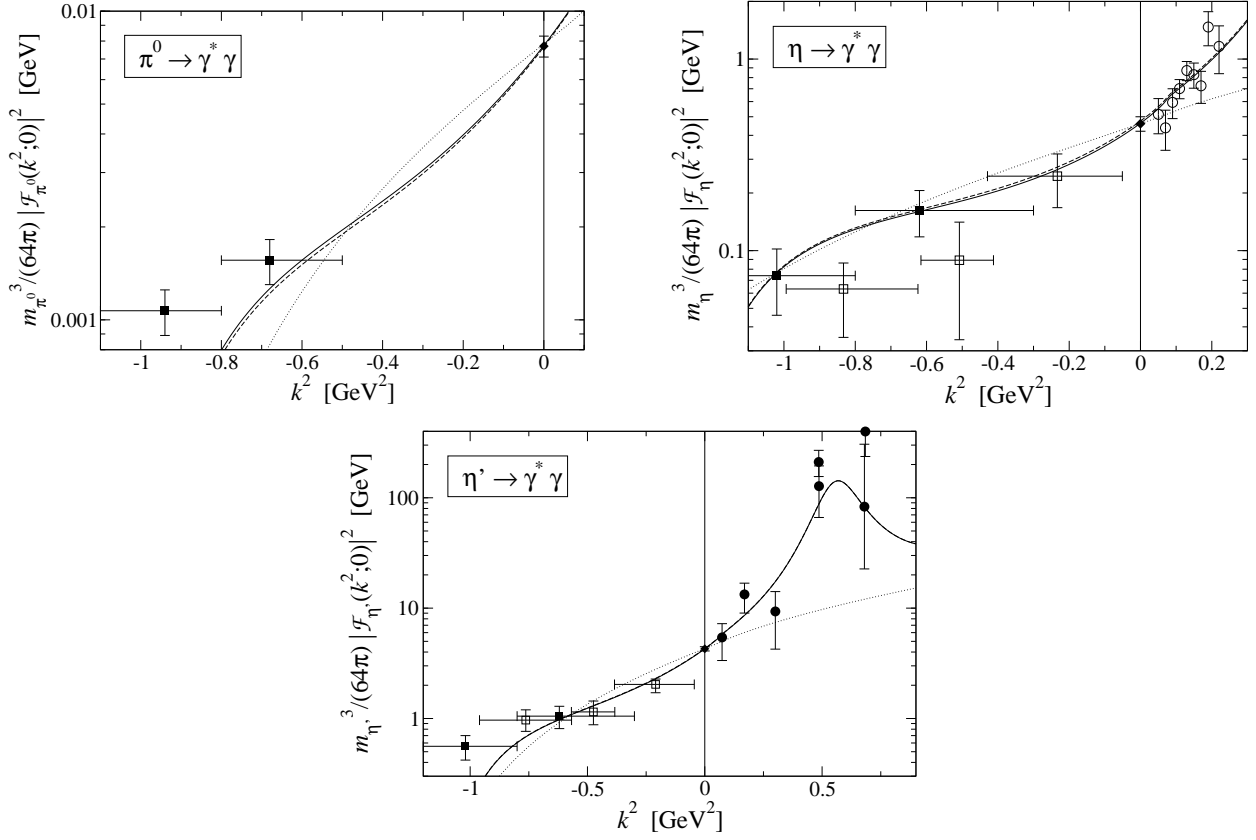 π⁰ → γ* γ
m_π⁰³/(64π) |ℱ_π⁰(k²;0)|² [GeV]
0.01
0.001
-1 -0.8 -0.6 -0.4 -0.2 0
k² [GeV²]
η → γ* γ
m_η³/(64π) |ℱ_η(k²;0)|² [GeV]
1
0.1
-1 -0.8 -0.6 -0.4 -0.2 0 0.2
k² [GeV²]
η’ → γ* γ
m_η’³/(64π) |ℱ_η’(k²;0)|² [GeV]
100
10
1
-1 -0.5 0 0.5
k² [GeV²]